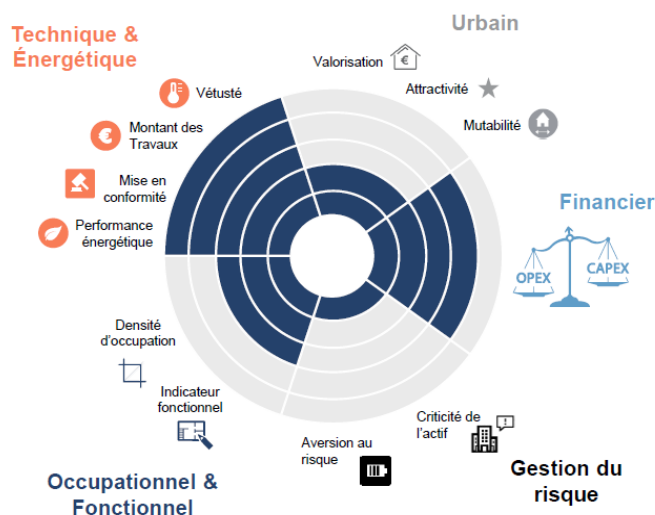 Technique &
Énergétique
Urbain
Valorisation
€
Attractivité
Vétusté
Mutabilité
€
Montant des
Travaux
Mise en
conformité
Performance
énergétique
Financier
OPEX
CAPEX
Densité
d'occupation
Indicateur
fonctionnel
Criticité de
l'actif
!
Aversion au
risque
Gestion du
risque
Occupationnel &
Fonctionnel